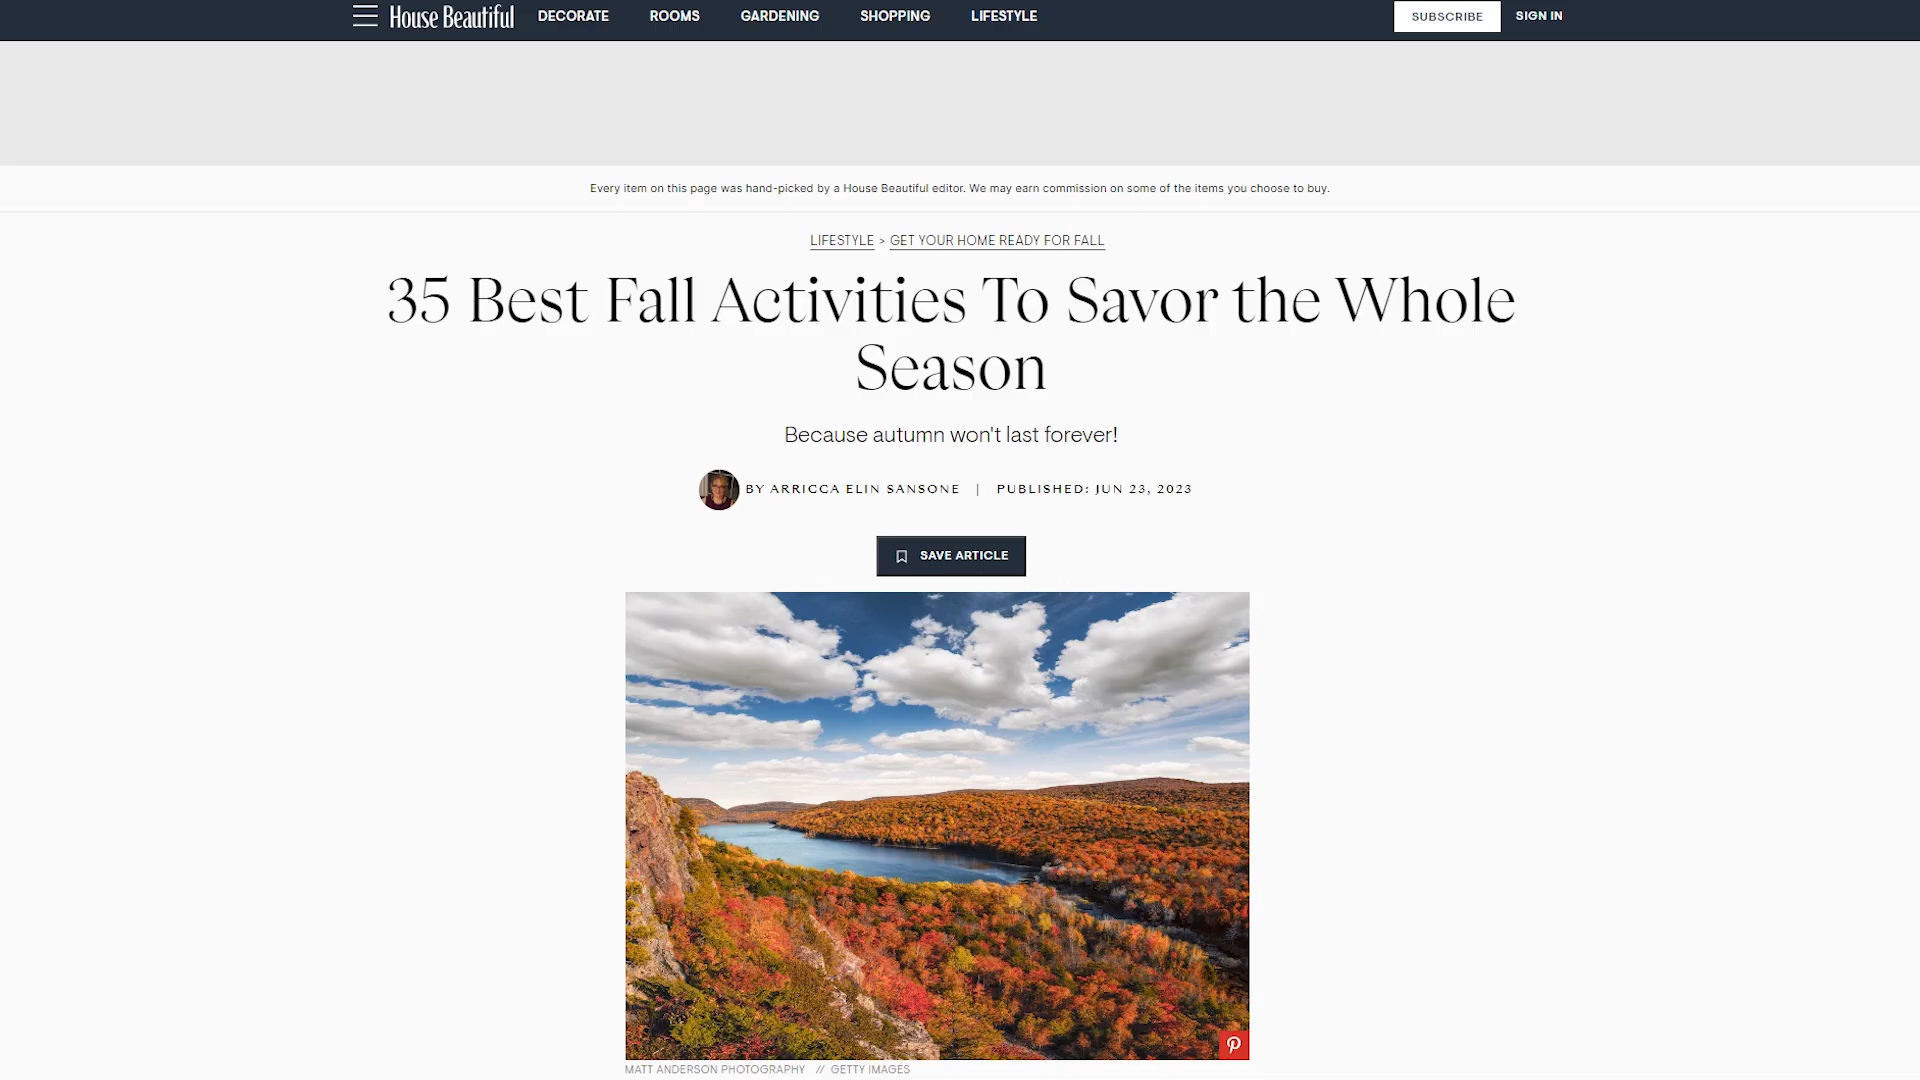 House Beautiful DECORATE ROOMS GARDENING SHOPPING LIFESTYLE SUBSCRIBE SIGN IN
Every item on this page was hand-picked by a House Beautiful editor. We may earn commission on some of the items you choose to buy.
LIFESTYLE > GET YOUR HOME READY FOR FALL
35 Best Fall Activities To Savor the Whole
Season
Because autumn won't last forever!
BY ARRICCA ELIN SANSONE | PUBLISHED: JUN 23, 2023
SAVE ARTICLE
MATT ANDERSON PHOTOGRAPHY // GETTY IMAGES